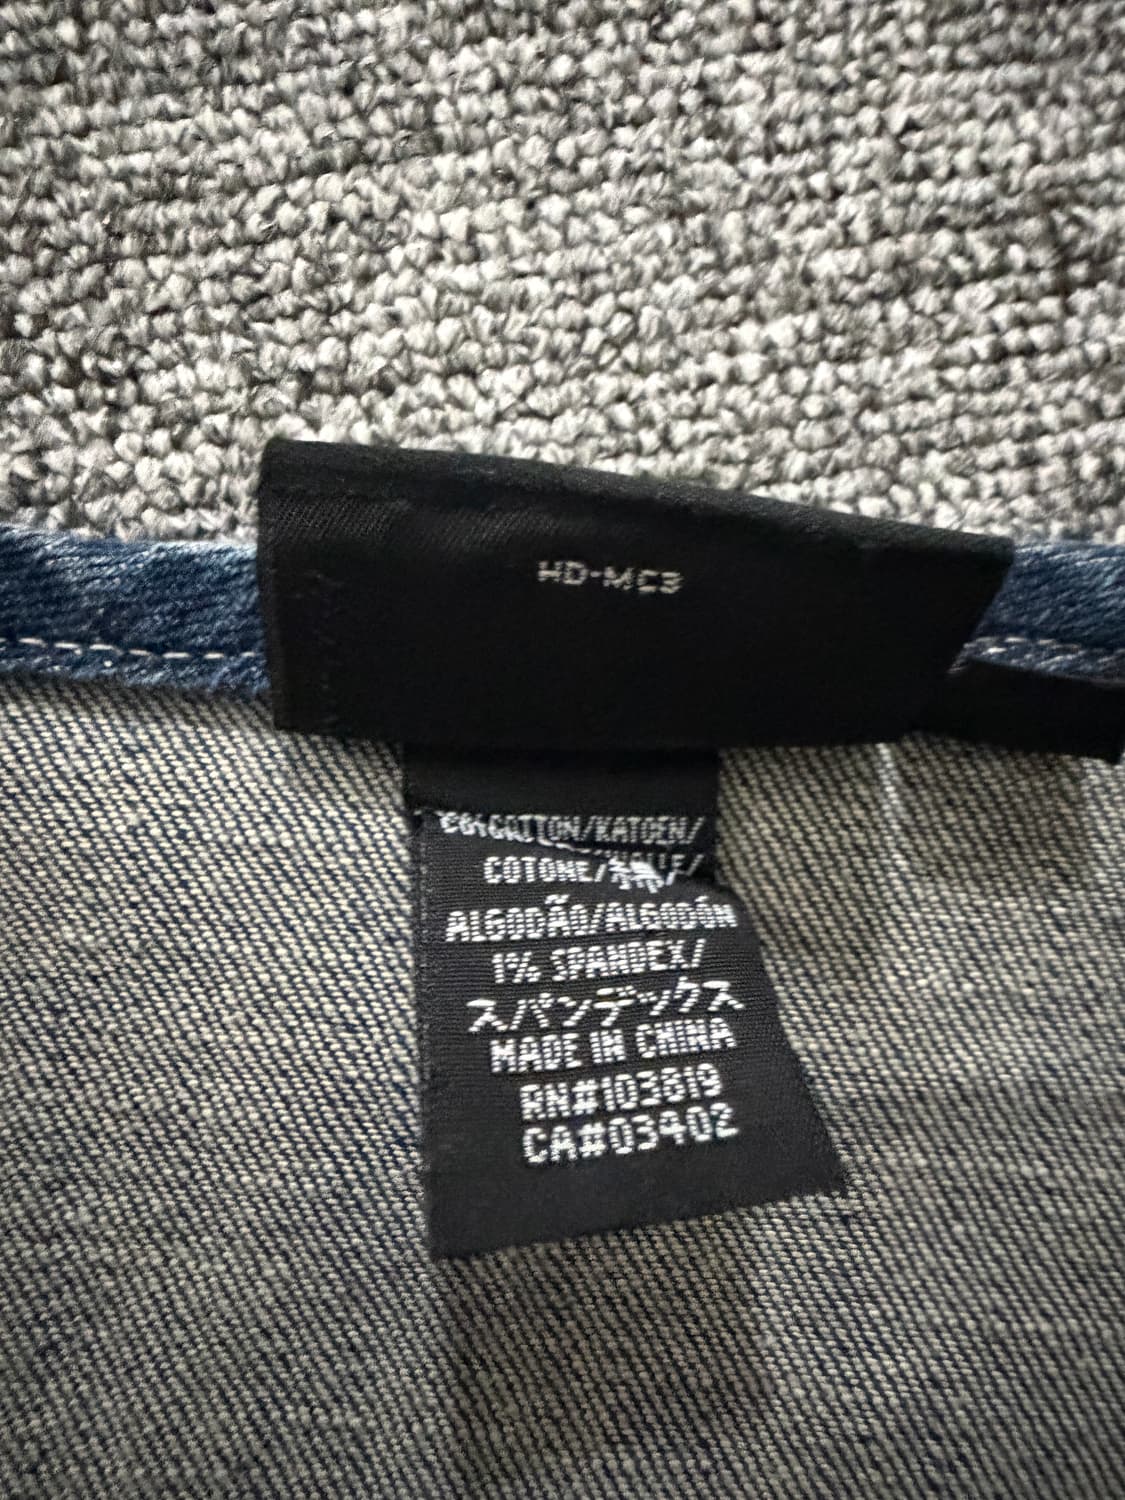 HD-MC3
COTTON/KATOEN/
COTONE/
ALGODÃO/ALGODÓN
1% SPANDEX/
スパンデックス
MADE IN CHINA
RN#103819
CA#03402